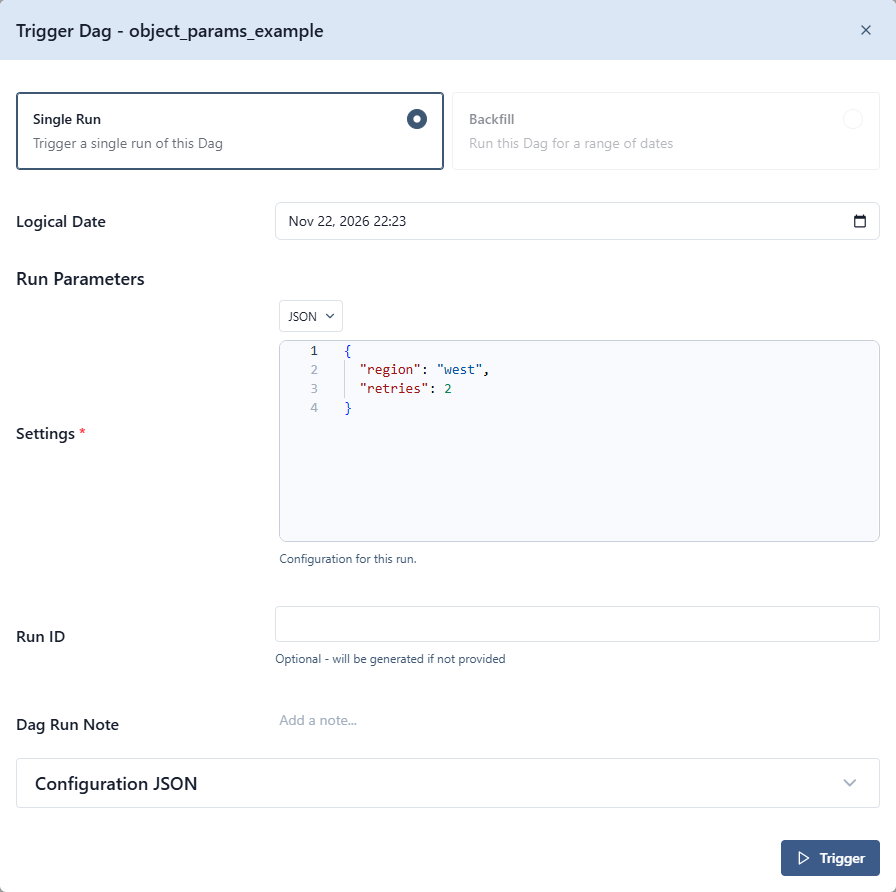 Trigger Dag - object_params_example
Single Run
Trigger a single run of this Dag
Backfill
Run this Dag for a range of dates
Logical Date
Nov 22, 2026 22:23
Run Parameters
JSON
Settings *
1 {
2 "region": "west",
3 "retries": 2
4 }
Configuration for this run.
Run ID
Optional - will be generated if not provided
Dag Run Note
Add a note...
Configuration JSON
Trigger